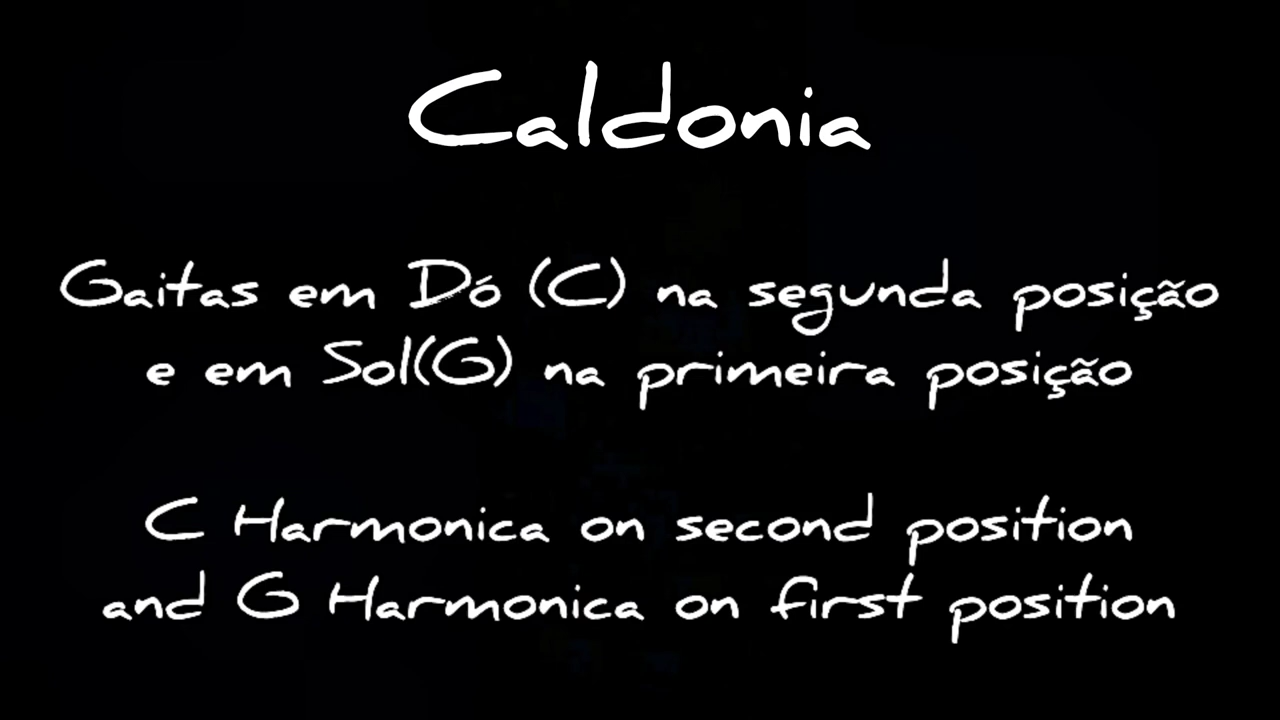 Caldonia
Gaitas em Dó (C) na segunda posição
e em Sol(G) na primeira posição
C Harmonica on second position
and G Harmonica on first position